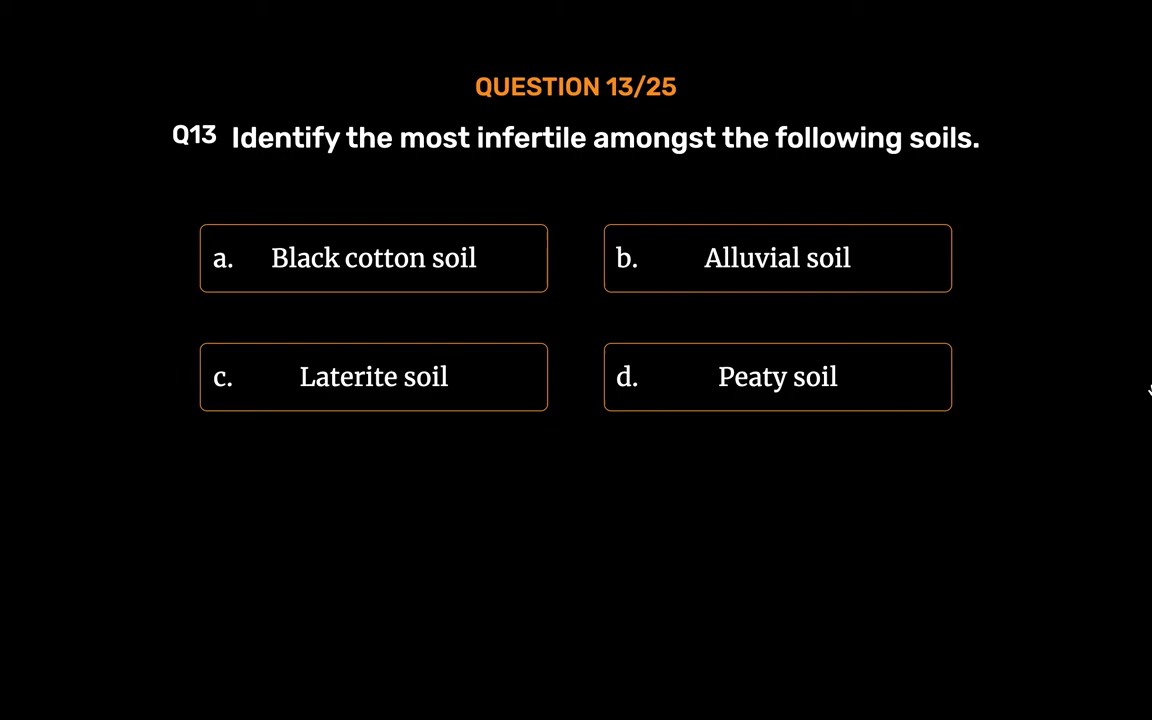 QUESTION 13/25
Q13 Identify the most infertile amongst the following soils.
a. Black cotton soil
b. Alluvial soil
c. Laterite soil
d. Peaty soil